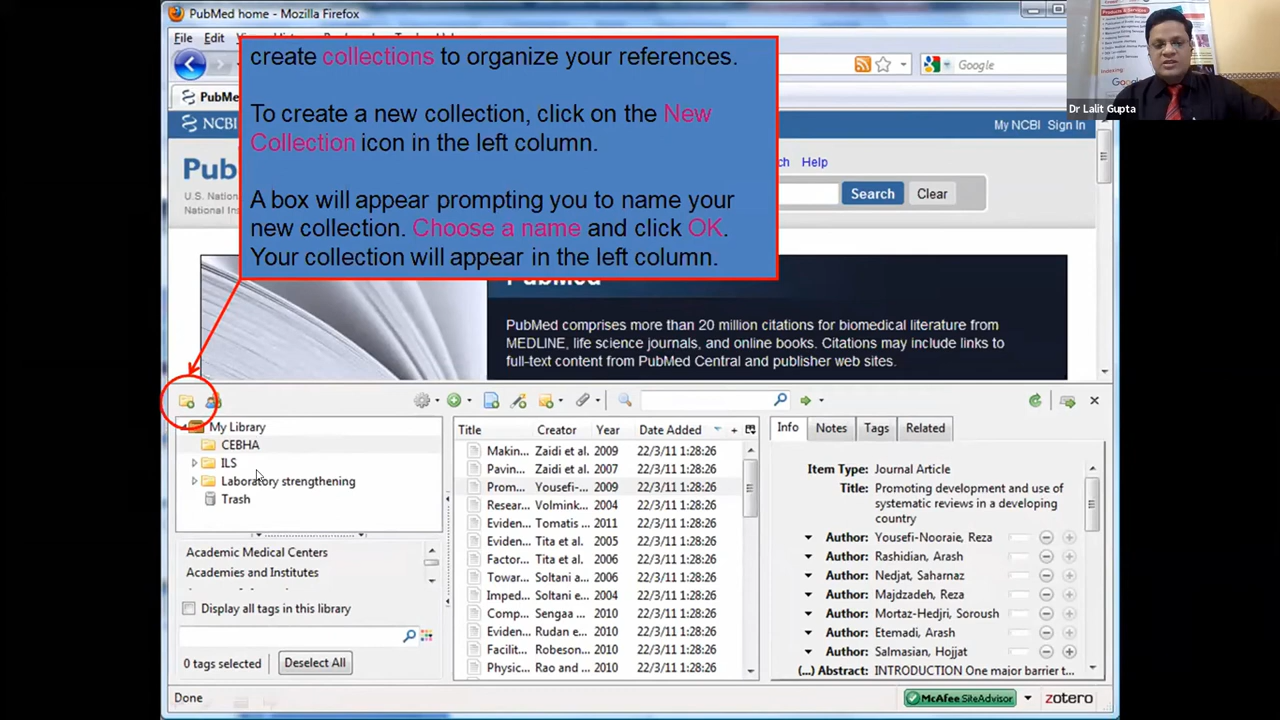 PubMed home - Mozilla Firefox
File Edit
create collections to organize your references.
To create a new collection, click on the New
Collection icon in the left column.
A box will appear prompting you to name your
new collection. Choose a name and click OK.
Your collection will appear in the left column.
Google
Products & Services
Indexing
Google
Dr Lalit Gupta
PubMed
NCBI
My NCBI Sign In
Pub
Help
U.S. Nation
National Ins
Search Clear
PubMed
PubMed comprises more than 20 million citations for biomedical literature from
MEDLINE, life science journals, and online books. Citations may include links to
full-text content from PubMed Central and publisher web sites.
My Library
CEBHA
ILS
Laboratory strengthening
Trash
Academic Medical Centers
Academies and Institutes
Display all tags in this library
0 tags selected Deselect All
Title Creator Year Date Added
Makin... Zaidi et al. 2009 22/3/11 1:28:26
Pavin... Zaidi et al. 2007 22/3/11 1:28:26
Prom... Yousefi-... 2009 22/3/11 1:28:26
Resear... Volmink... 2004 22/3/11 1:28:26
Eviden... Tomatis ... 2011 22/3/11 1:28:26
Eviden... Tita et al. 2005 22/3/11 1:28:26
Factor... Tita et al. 2006 22/3/11 1:28:26
Towar... Soltani a... 2006 22/3/11 1:28:26
Imped... Soltani e... 2004 22/3/11 1:28:26
Comp... Sengaa ... 2010 22/3/11 1:28:26
Eviden... Rudan e... 2010 22/3/11 1:28:26
Facilit... Robeson... 2010 22/3/11 1:28:26
Physic... Rao and ... 2010 22/3/11 1:28:26
Info Notes Tags Related
Item Type: Journal Article
Title: Promoting development and use of
systematic reviews in a developing
country
Author: Yousefi-Nooraie, Reza
Author: Rashidian, Arash
Author: Nedjat, Saharnaz
Author: Majdzadeh, Reza
Author: Mortaz-Hedjri, Soroush
Author: Etemadi, Arash
Author: Salmasian, Hojjat
(...) Abstract: INTRODUCTION One major barrier t...
Done
McAfee SiteAdvisor
zotero